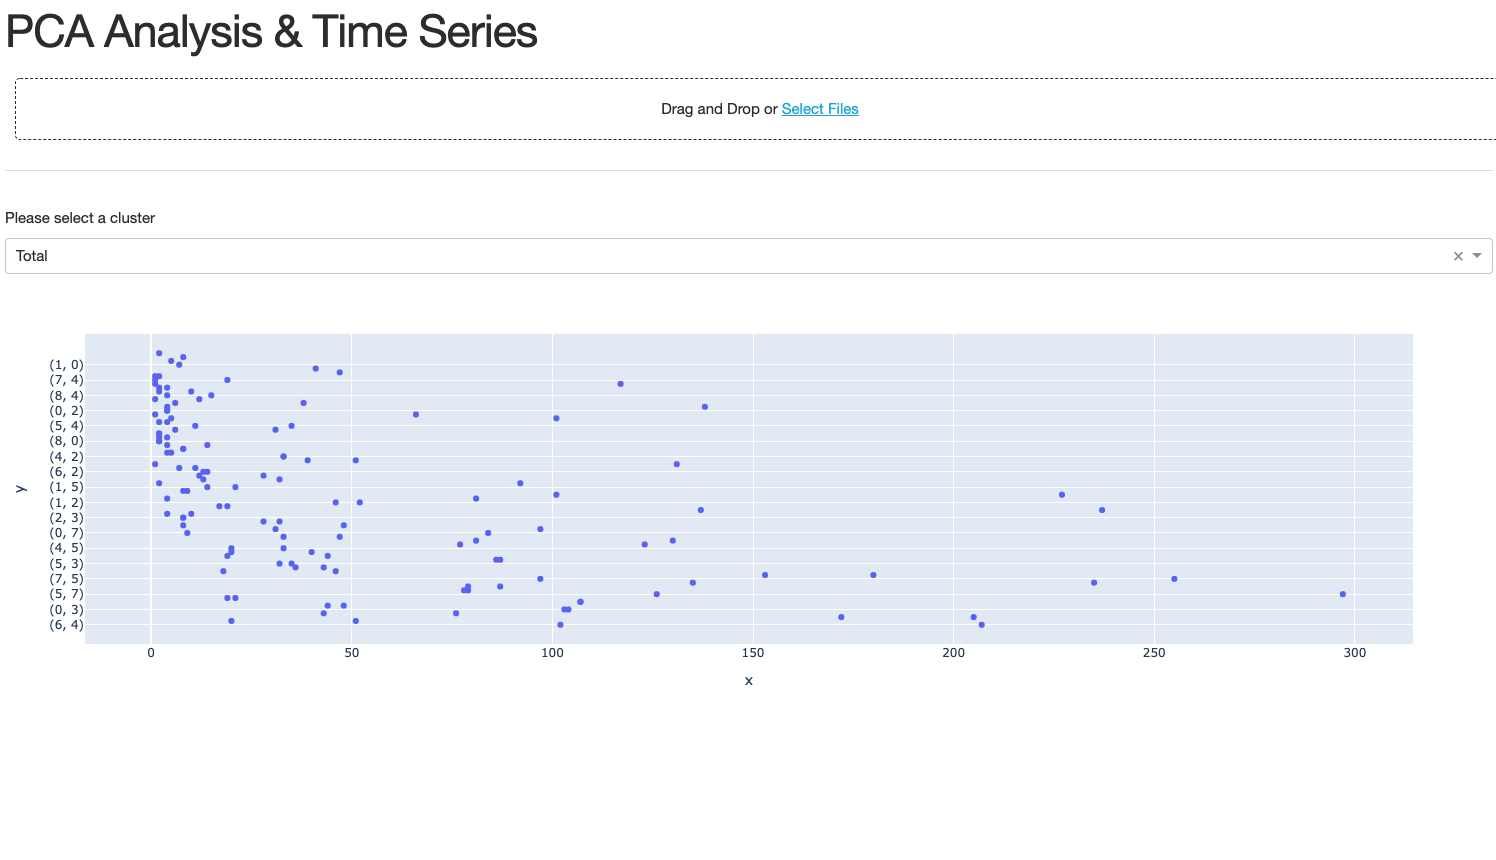 PCA Analysis & Time Series
Drag and Drop or Select Files
Please select a cluster
Total
(1, 0)
(7, 4)
(8, 4)
(0, 2)
(5, 4)
(8, 0)
(4, 2)
(6, 2)
(1, 5)
(1, 2)
(2, 3)
(0, 7)
(4, 5)
(5, 3)
(7, 5)
(5, 7)
(0, 3)
(6, 4)
y
0 50 100 150 200 250 300
x